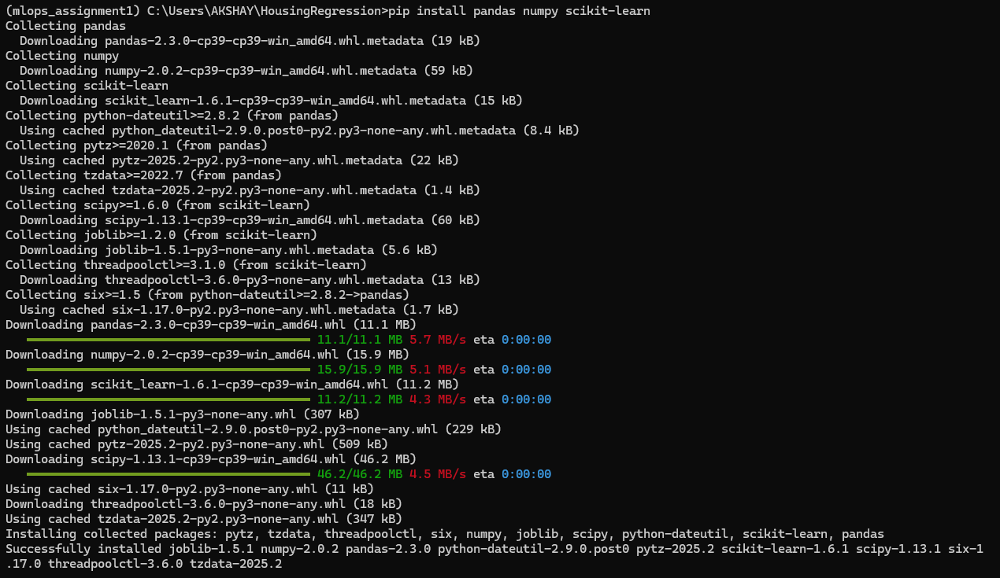 (mlops_assignment1) C:\Users\AKSHAY\HousingRegression>pip install pandas numpy scikit-learn
Collecting pandas
  Downloading pandas-2.3.0-cp39-cp39-win_amd64.whl.metadata (19 kB)
Collecting numpy
  Downloading numpy-2.0.2-cp39-cp39-win_amd64.whl.metadata (59 kB)
Collecting scikit-learn
  Downloading scikit_learn-1.6.1-cp39-cp39-win_amd64.whl.metadata (15 kB)
Collecting python-dateutil>=2.8.2 (from pandas)
  Using cached python_dateutil-2.9.0.post0-py2.py3-none-any.whl.metadata (8.4 kB)
Collecting pytz>=2020.1 (from pandas)
  Using cached pytz-2025.2-py2.py3-none-any.whl.metadata (22 kB)
Collecting tzdata>=2022.7 (from pandas)
  Using cached tzdata-2025.2-py2.py3-none-any.whl.metadata (1.4 kB)
Collecting scipy>=1.6.0 (from scikit-learn)
  Downloading scipy-1.13.1-cp39-cp39-win_amd64.whl.metadata (60 kB)
Collecting joblib>=1.2.0 (from scikit-learn)
  Downloading joblib-1.5.1-py3-none-any.whl.metadata (5.6 kB)
Collecting threadpoolctl>=3.1.0 (from scikit-learn)
  Downloading threadpoolctl-3.6.0-py3-none-any.whl.metadata (13 kB)
Collecting six>=1.5 (from python-dateutil>=2.8.2->pandas)
  Using cached six-1.17.0-py2.py3-none-any.whl.metadata (1.7 kB)
Downloading pandas-2.3.0-cp39-cp39-win_amd64.whl (11.1 MB)
11.1/11.1 MB 5.7 MB/s eta 0:00:00
Downloading numpy-2.0.2-cp39-cp39-win_amd64.whl (15.9 MB)
15.9/15.9 MB 5.1 MB/s eta 0:00:00
Downloading scikit_learn-1.6.1-cp39-cp39-win_amd64.whl (11.2 MB)
11.2/11.2 MB 4.3 MB/s eta 0:00:00
Downloading joblib-1.5.1-py3-none-any.whl (307 kB)
Using cached python_dateutil-2.9.0.post0-py2.py3-none-any.whl (229 kB)
Using cached pytz-2025.2-py2.py3-none-any.whl (509 kB)
Downloading scipy-1.13.1-cp39-cp39-win_amd64.whl (46.2 MB)
46.2/46.2 MB 4.5 MB/s eta 0:00:00
Using cached six-1.17.0-py2.py3-none-any.whl (11 kB)
Downloading threadpoolctl-3.6.0-py3-none-any.whl (18 kB)
Using cached tzdata-2025.2-py2.py3-none-any.whl (347 kB)
Installing collected packages: pytz, tzdata, threadpoolctl, six, numpy, joblib, scipy, python-dateutil, scikit-learn, pandas
Successfully installed joblib-1.5.1 numpy-2.0.2 pandas-2.3.0 python-dateutil-2.9.0.post0 pytz-2025.2 scikit-learn-1.6.1 scipy-1.13.1 six-1
.17.0 threadpoolctl-3.6.0 tzdata-2025.2